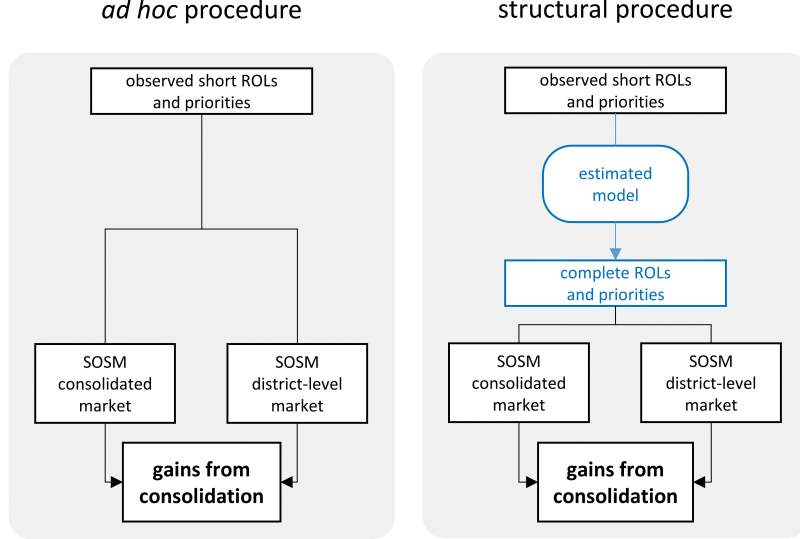 ad hoc procedure
observed short ROLs
and priorities
SOSM
consolidated
market
SOSM
district-level
market
gains from
consolidation
structural procedure
observed short ROLs
and priorities
estimated
model
complete ROLs
and priorities
SOSM
consolidated
market
SOSM
district-level
market
gains from
consolidation